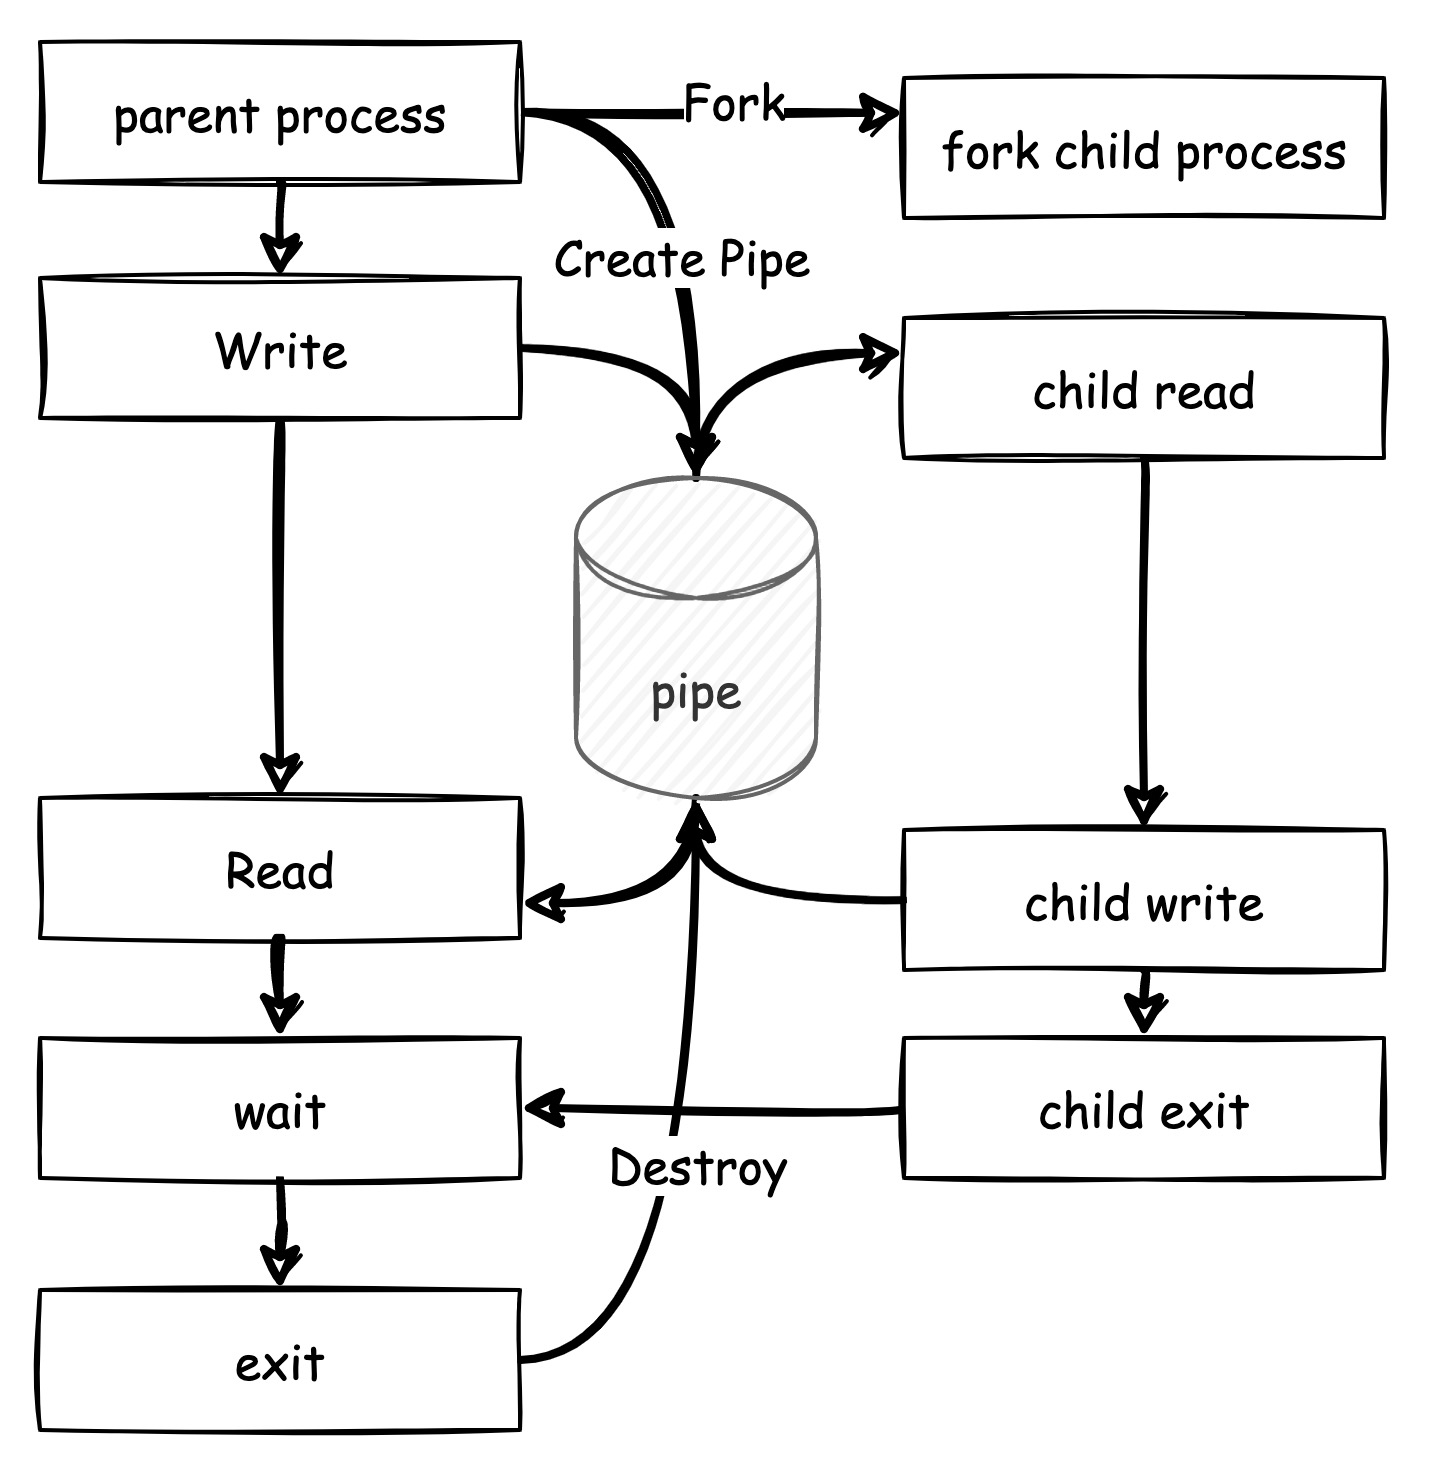 parent process
Fork
fork child process
Create Pipe
Write
child read
pipe
Read
child write
wait
child exit
Destroy
exit